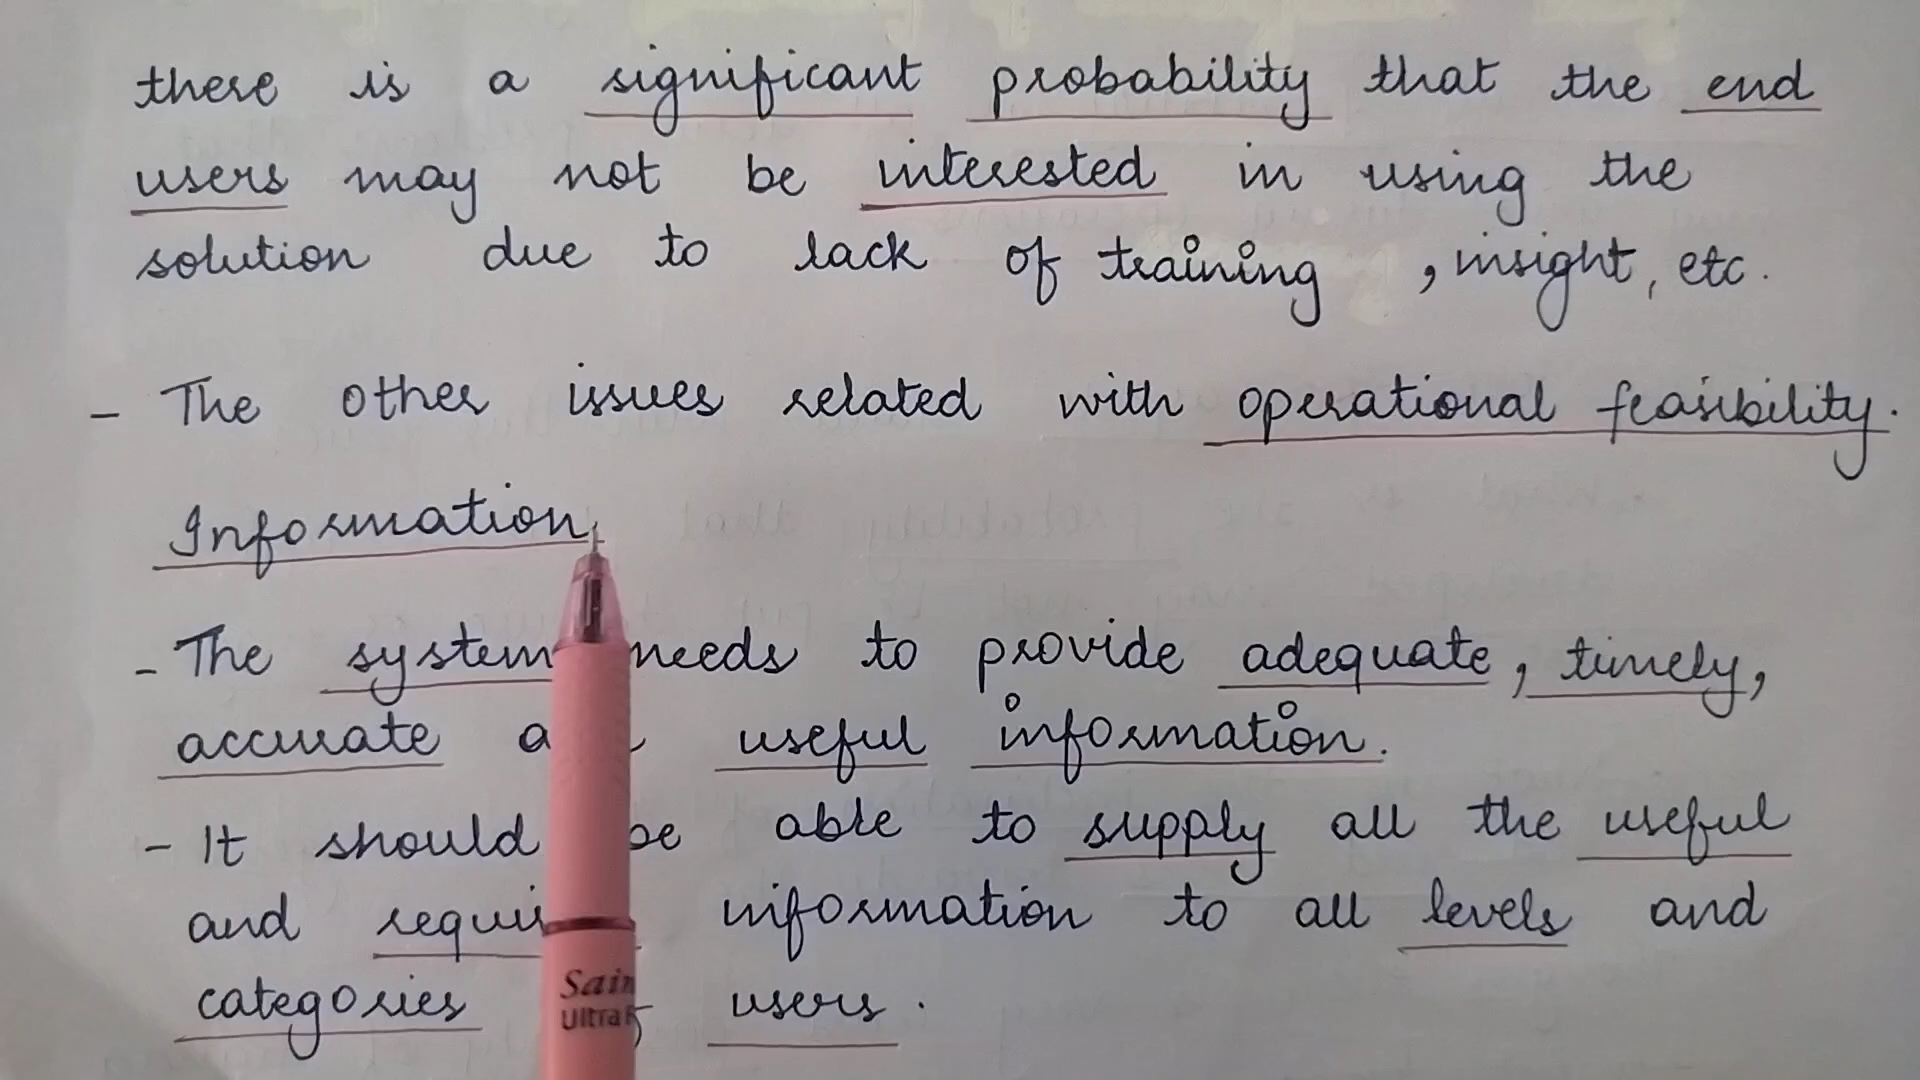 there is a significant probability that the end
users may not be interested in using the
solution due to lack of training , insight, etc.
- The other issues related with operational feasibility.
Information
- The system needs to provide adequate, timely,
accurate useful information.
- It should be able to supply all the useful
and information to all levels and
categories users.
Sain
Ultra F